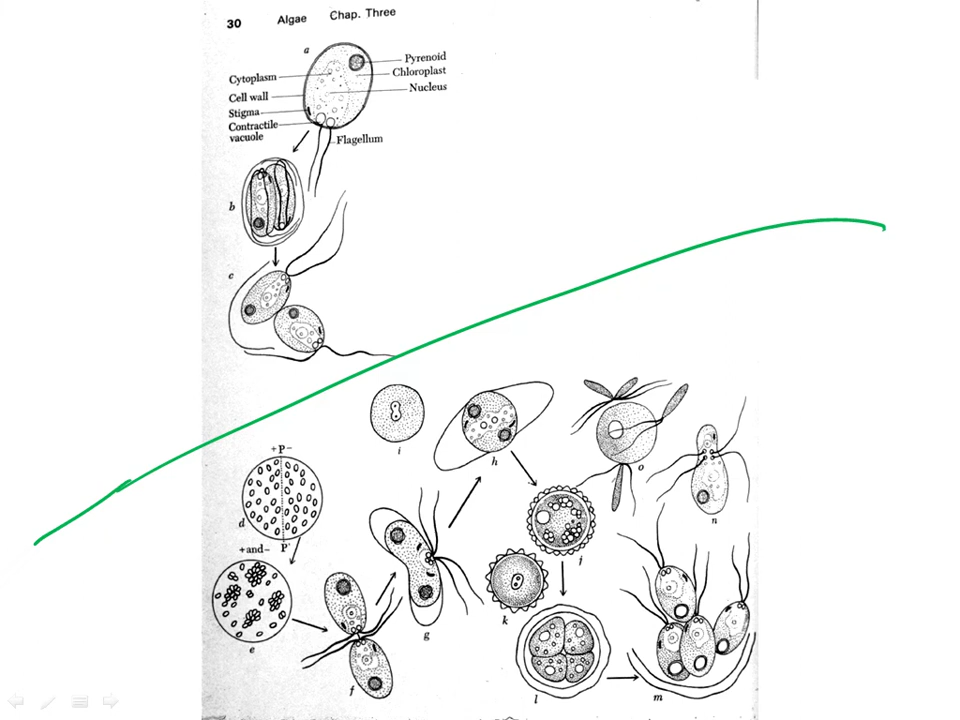 30 Algae Chap. Three
a
Pyrenoid
Cytoplasm
Chloroplast
Nucleus
Cell wall
Stigma
Contractile
vacuole
Flagellum
b
c
i
h
o
n
+P-
d
P'
+and-
e
f
g
j
k
l
m